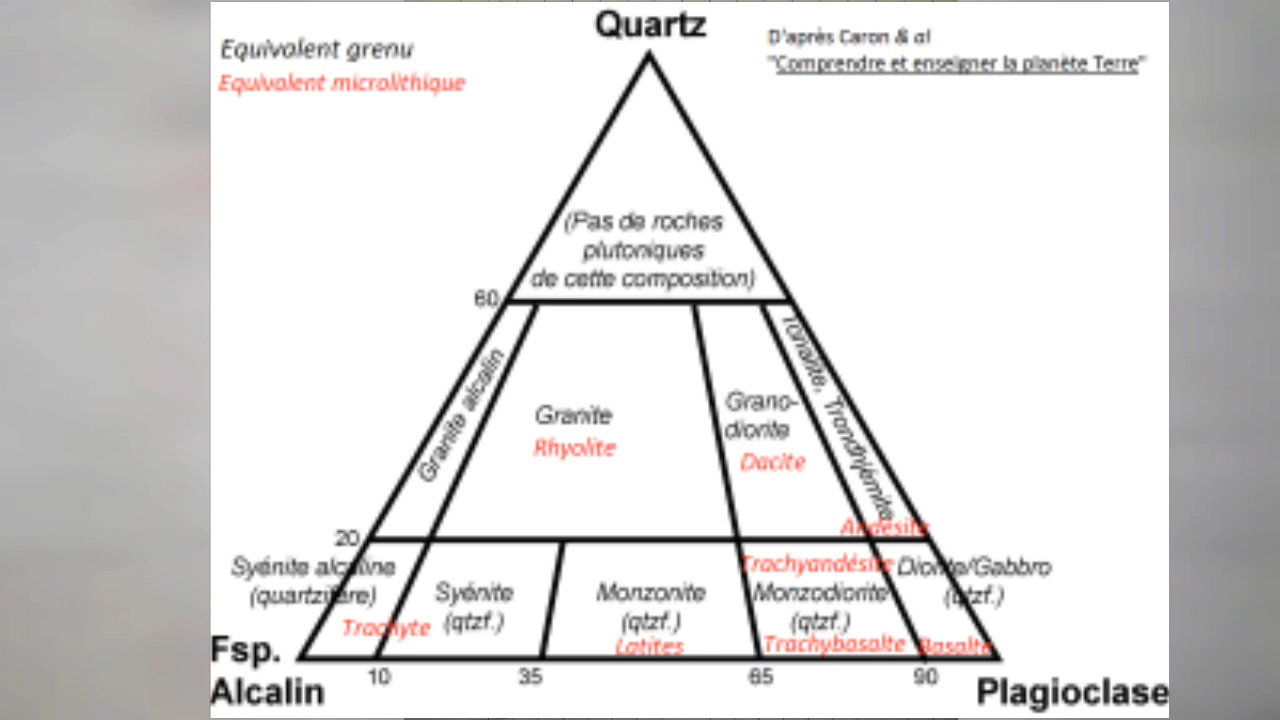 Quartz
Equivalent grenu
Equivalent microlithique
D'après Caron & al
"Comprendre et enseigner la planète Terre"
(Pas de roches
plutoniques
de cette composition)
60
Granite alcalin
Granite
Rhyolite
Grano-
diorite
Dacite
Tonalite, Trondhjémite
Andésite
20
Syénite alcaline
(quartzifère)
Trachyte
Syénite
(qtzf.)
Monzonite
(qtzf.)
Latites
Trachyandésite
Monzodiorite
(qtzf.)
Trachybasalte
Diorite/Gabbro
(qtzf.)
Basalte
Fsp.
Alcalin
10
35
65
90
Plagioclase